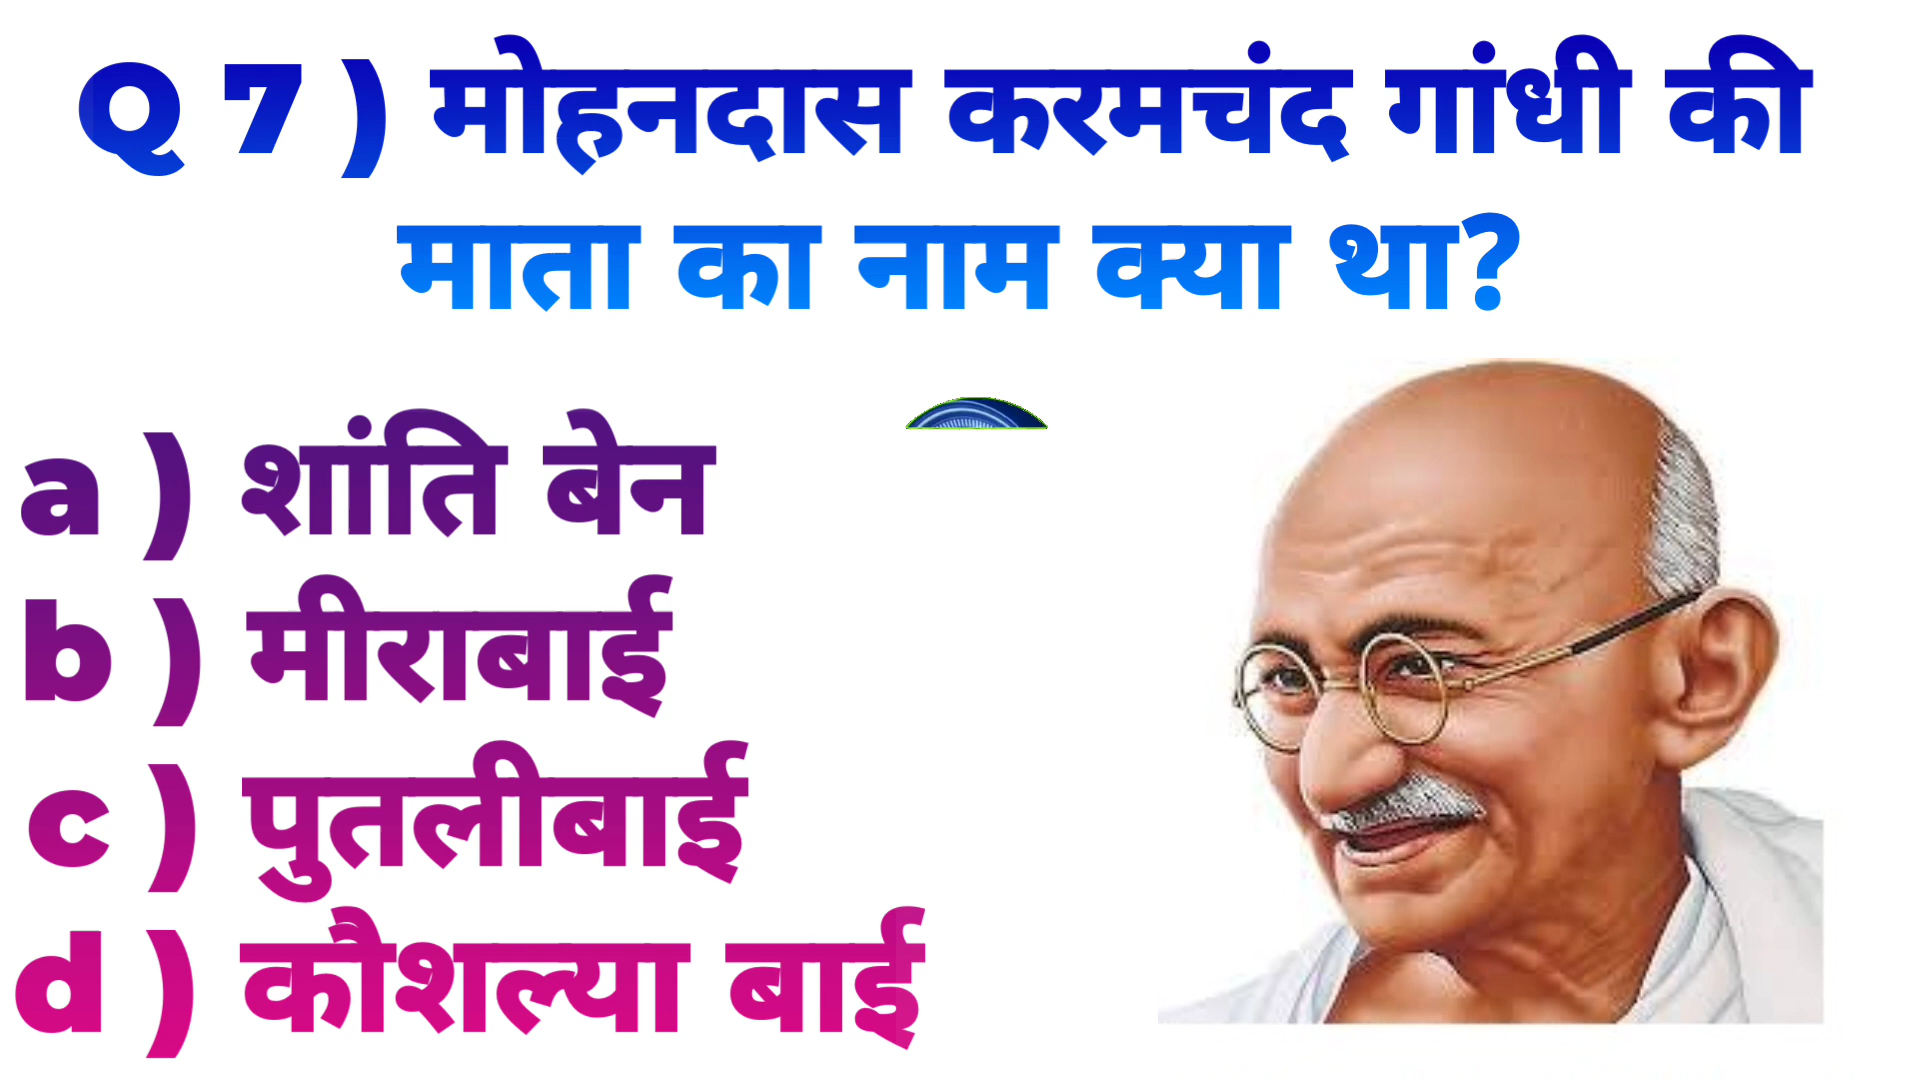 Q 7 ) मोहनदास करमचंद गांधी की
माता का नाम क्या था?
a ) शांति बेन
b ) मीराबाई
c ) पुतलीबाई
d ) कौशल्या बाई